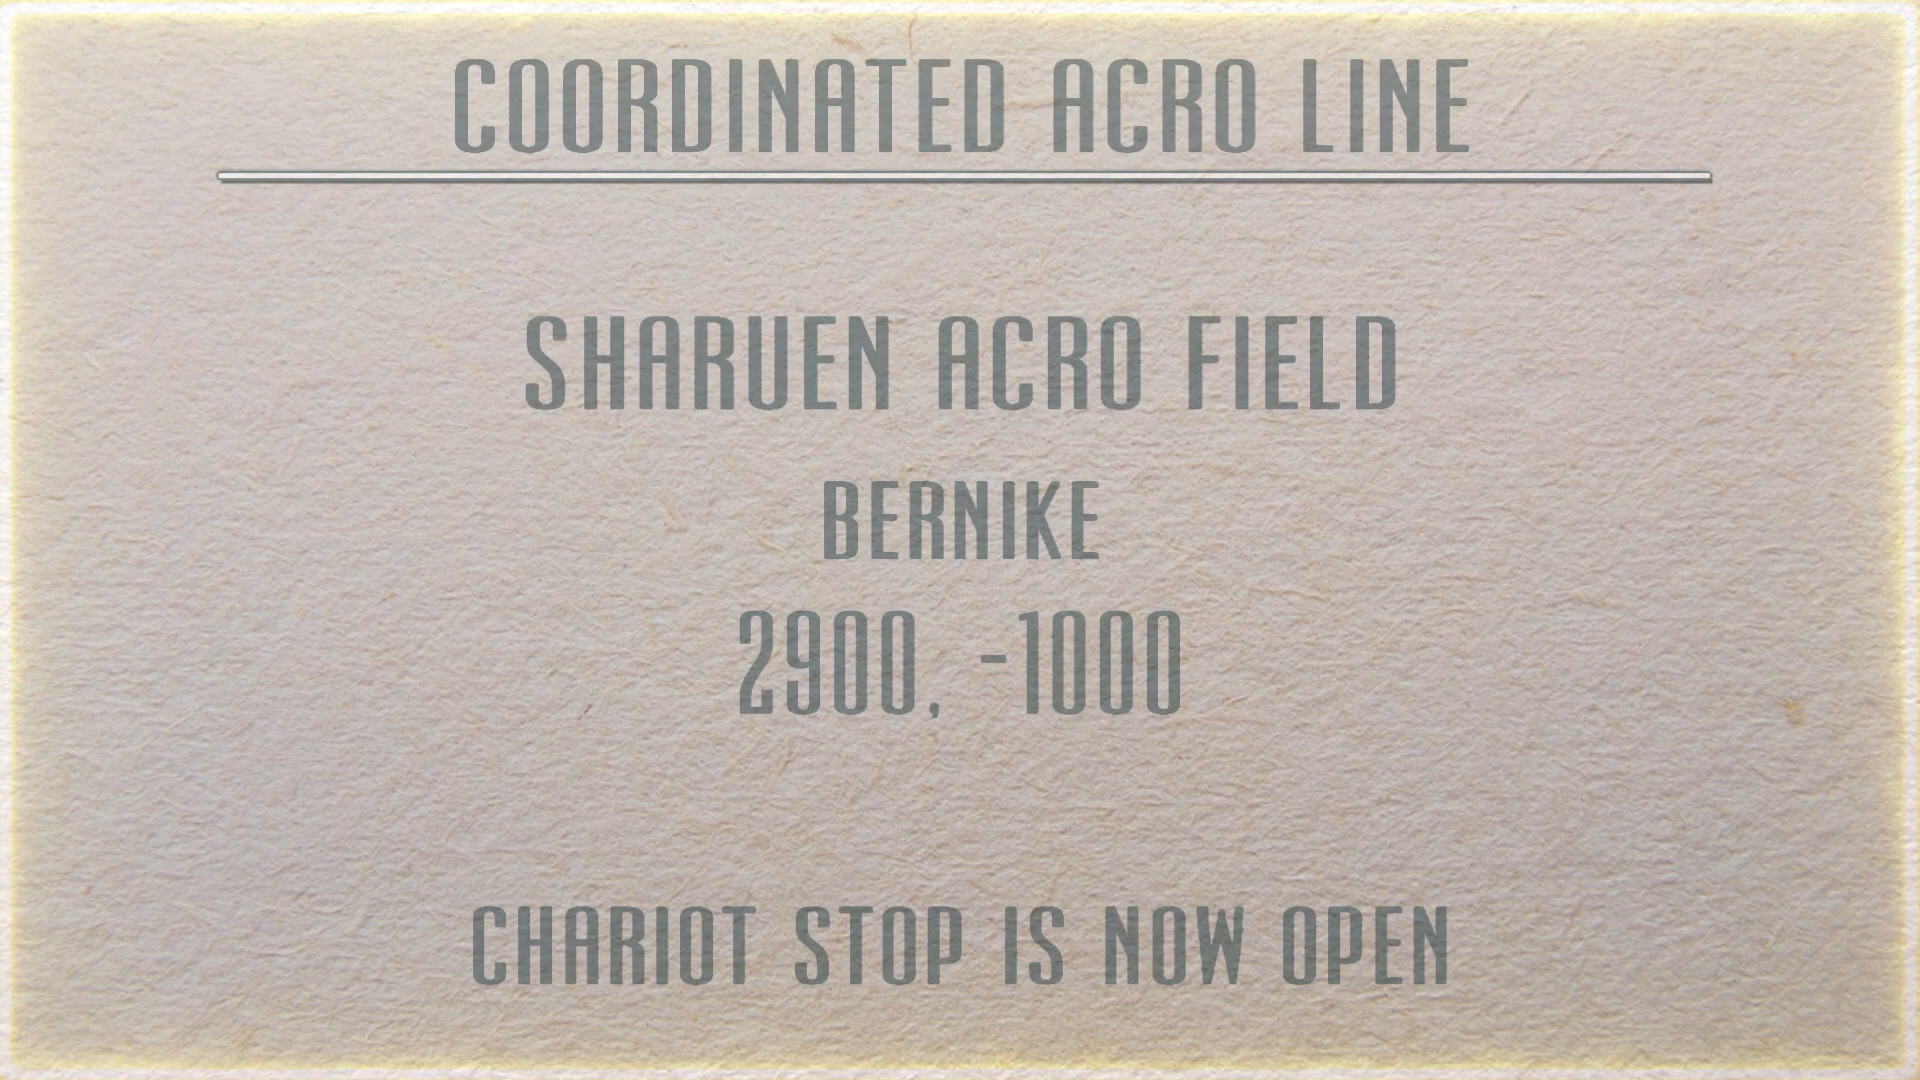 COORDINATED ACRO LINE
SHARUEN ACRO FIELD
BERNIKE
2900, -1000
CHARIOT STOP IS NOW OPEN